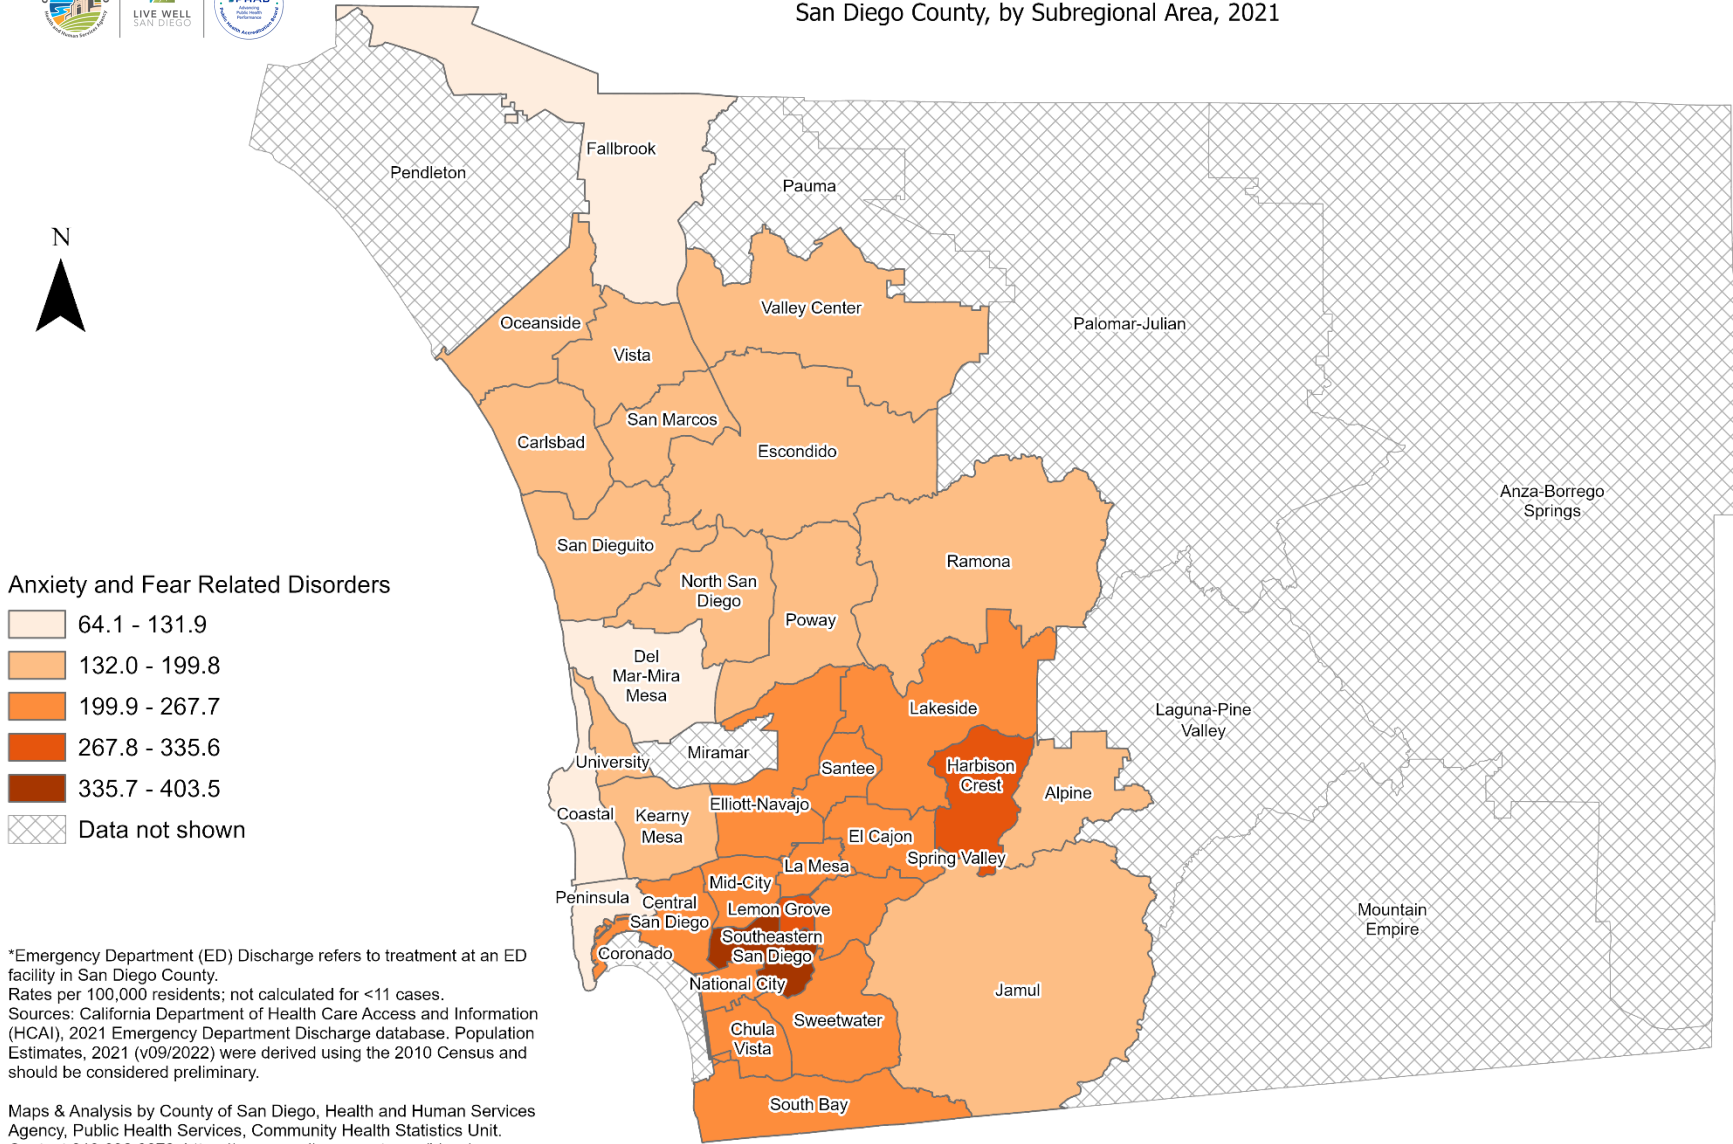 LIVE WELL
SAN DIEGO
San Diego County, by Subregional Area, 2021
N
Fallbrook
Pendleton
Pauma
Valley Center
Oceanside
Palomar-Julian
Vista
San Marcos
Carlsbad
Escondido
Anza-Borrego
Springs
San Dieguito
Ramona
North San
Diego
Poway
Del
Mar-Mira
Mesa
Lakeside
Laguna-Pine
Valley
Miramar
University
Santee
Harbison
Crest
Alpine
Elliott-Navajo
Coastal
Kearny
Mesa
El Cajon
Spring Valley
La Mesa
Mid-City
Peninsula
Central
San Diego
Lemon Grove
Mountain
Empire
Southeastern
San Diego
Coronado
National City
Jamul
Sweetwater
Chula
Vista
South Bay
Anxiety and Fear Related Disorders
64.1 - 131.9
132.0 - 199.8
199.9 - 267.7
267.8 - 335.6
335.7 - 403.5
Data not shown
*Emergency Department (ED) Discharge refers to treatment at an ED
facility in San Diego County.
Rates per 100,000 residents; not calculated for <11 cases.
Sources: California Department of Health Care Access and Information
(HCAI), 2021 Emergency Department Discharge database. Population
Estimates, 2021 (v09/2022) were derived using the 2010 Census and
should be considered preliminary.
Maps & Analysis by County of San Diego, Health and Human Services
Agency, Public Health Services, Community Health Statistics Unit.